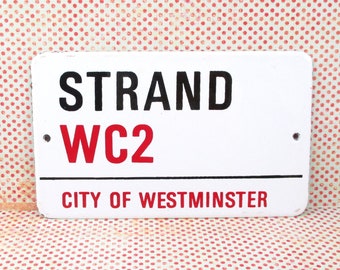 STRAND
WC2
CITY OF WESTMINSTER